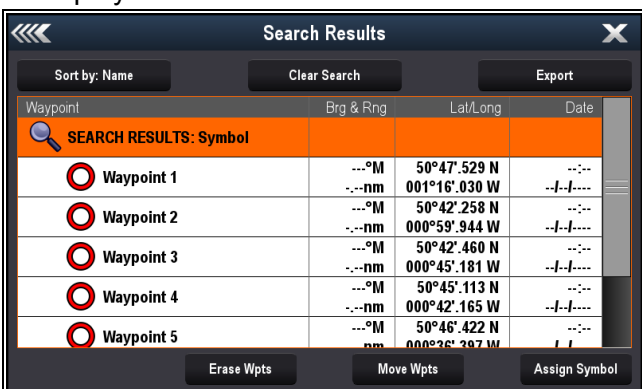 Search Results
Sort by: Name Clear Search Export
Waypoint Brg & Rng Lat/Long Date
SEARCH RESULTS: Symbol
Waypoint 1 ---°M 50°47'.529 N --:--
-.--nm 001°16'.030 W --/--/----
Waypoint 2 ---°M 50°42'.258 N --:--
-.--nm 000°59'.944 W --/--/----
Waypoint 3 ---°M 50°42'.460 N --:--
-.--nm 000°45'.181 W --/--/----
Waypoint 4 ---°M 50°45'.113 N --:--
-.--nm 000°42'.165 W --/--/----
Waypoint 5 ---°M 50°46'.422 N --:--
000°36'.397 W
Erase Wpts Move Wpts Assign Symbol